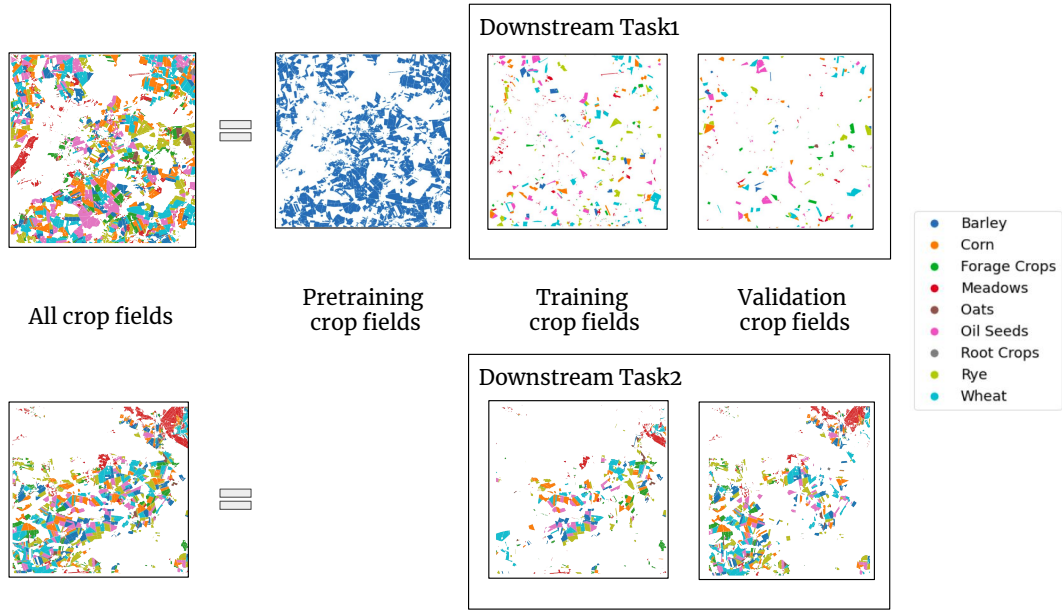 Downstream Task1
All crop fields
Pretraining
crop fields
Training
crop fields
Validation
crop fields
Barley
Corn
Forage Crops
Meadows
Oats
Oil Seeds
Root Crops
Rye
Wheat
Downstream Task2